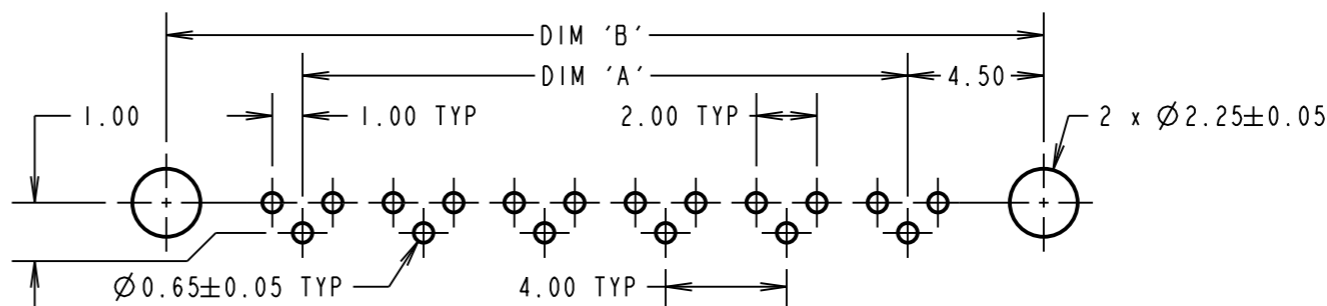 DIM 'B'
DIM 'A'
4.50
1.00
1.00 TYP
2.00 TYP
2 x Ø2.25±0.05
Ø0.65±0.05 TYP
4.00 TYP